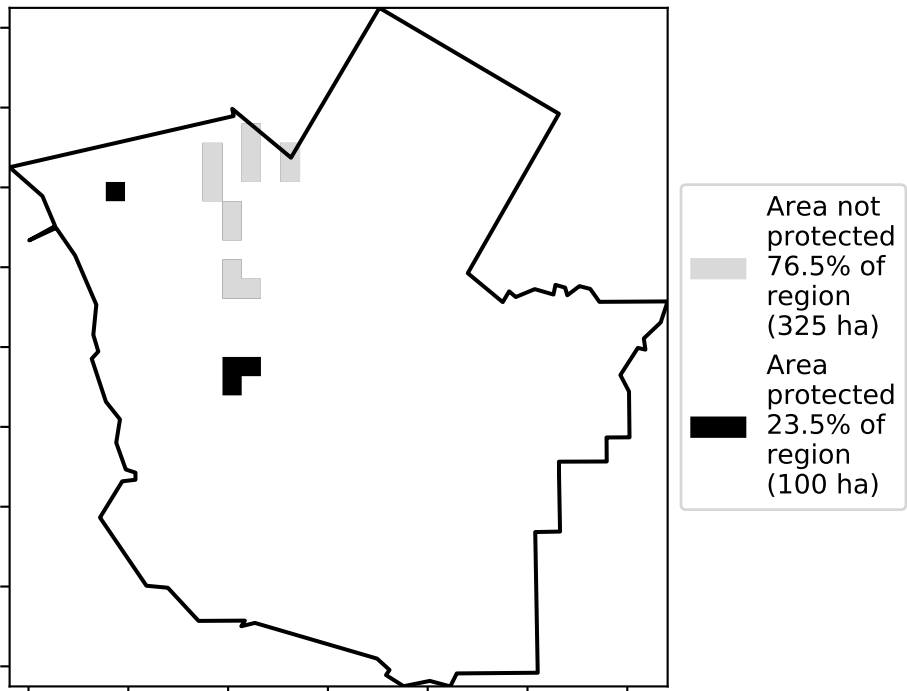 Area not
protected
76.5% of
region
(325 ha)
Area
protected
23.5% of
region
(100 ha)